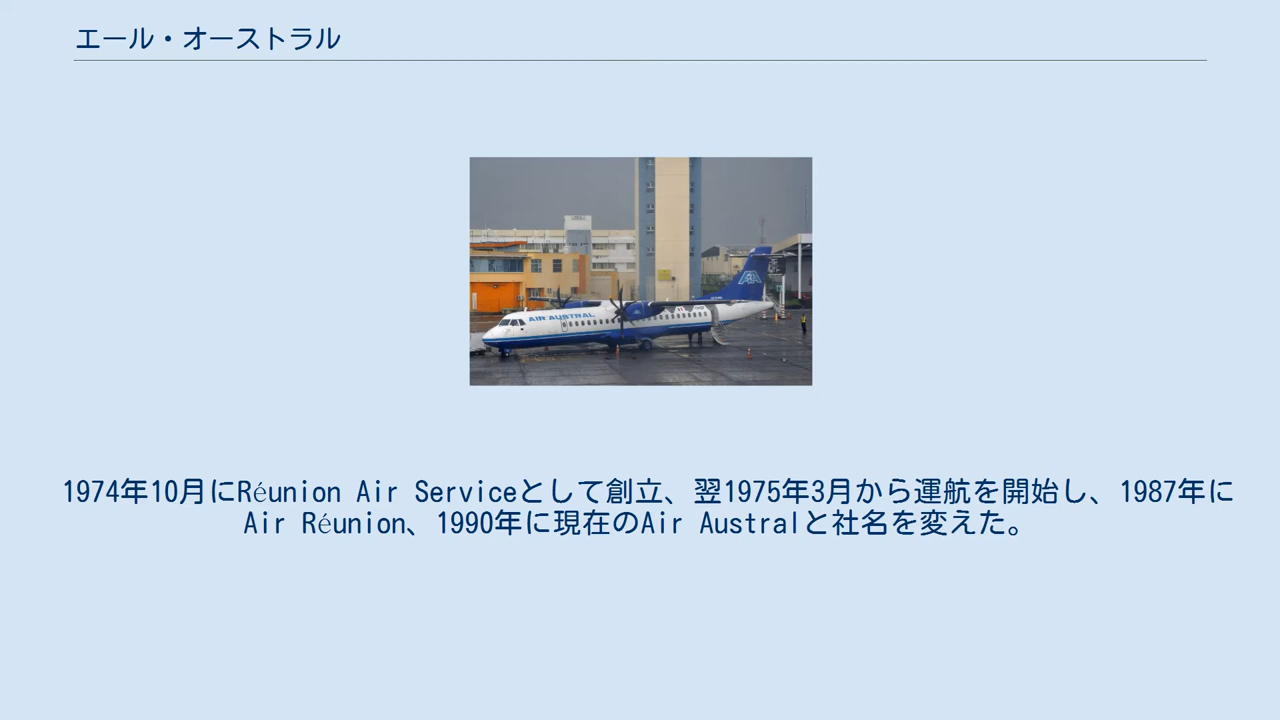 エール・オーストラル
AIR AUSTRAL
1974年10月にRéunion Air Serviceとして創立、翌1975年3月から運航を開始し、1987年に
Air Réunion、1990年に現在のAir Australと社名を変えた。